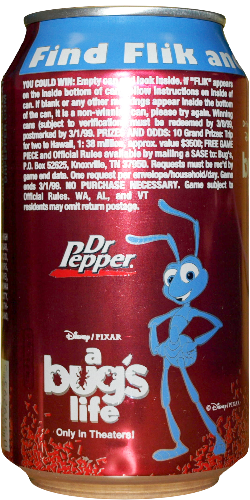 Find Flik an
YOU COULD WIN: Empty can and look inside. If "FLIK" appears
on the inside bottom of can, follow instructions on inside of
can. If blank or any other markings appear inside the bottom
of the can, it is a non-winning can, please try again. Winning
cans (subject to verification) must be redeemed by 3/8/99,
postmarked by 3/1/99. PRIZES AND ODDS: 10 Grand Prizes: Trip
for two to Hawaii, 1: 38 million, approx. value $3500; FREE GAME
PIECE and Official Rules available by mailing a SASE to: Bug's,
P.O. Box 52625, Knoxville, TN 37950. Requests must be rec'd by
game end date. One request per envelope/household/day. Game
ends 3/1/99. NO PURCHASE NECESSARY. Game subject to
Official Rules. WA, AL, and VT
residents may omit return postage.
Dr
Pepper
Disney / PIXAR
a
bug's
life
Only in Theaters!
© Disney / PIXAR